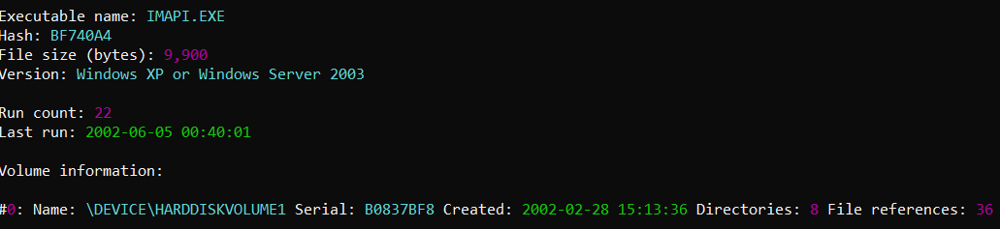 Executable name: IMAPI.EXE
Hash: BF740A4
File size (bytes): 9,900
Version: Windows XP or Windows Server 2003
Run count: 22
Last run: 2002-06-05 00:40:01
Volume information:
#0: Name: \DEVICE\HARDDISKVOLUME1 Serial: B0837BF8 Created: 2002-02-28 15:13:36 Directories: 8 File references: 36